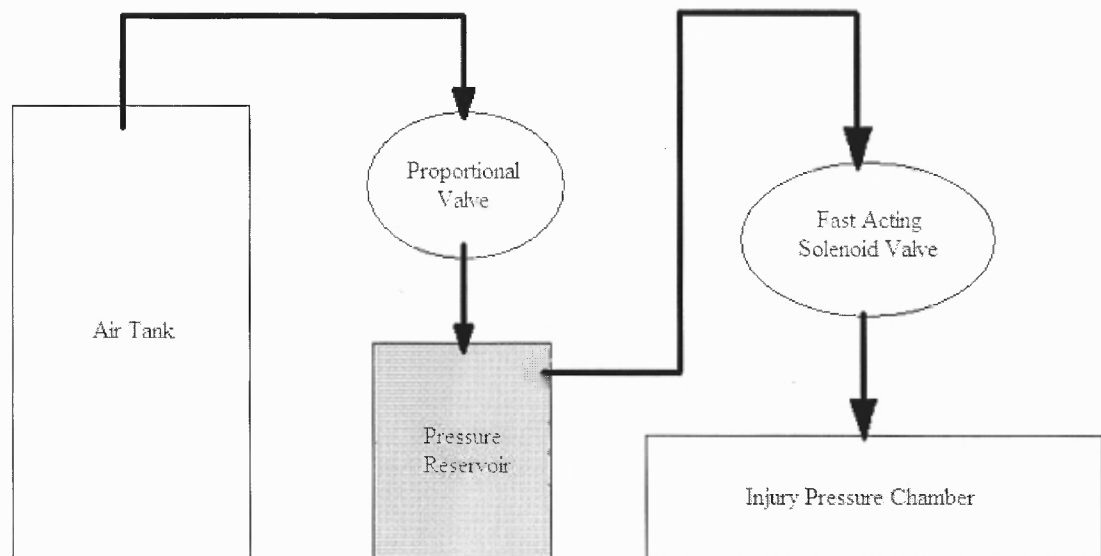 Air Tank
Proportional
Valve
Pressure
Reservoir
Fast Acting
Solenoid Valve
Injury Pressure Chamber